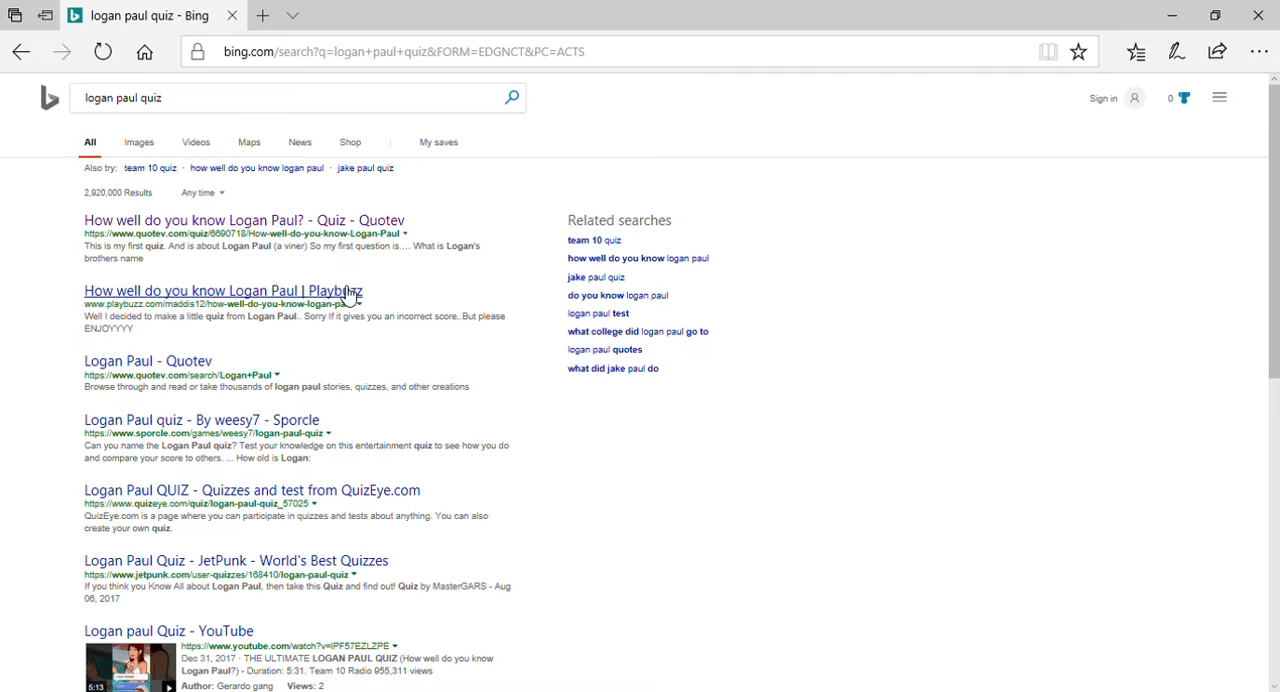 logan paul quiz - Bing
bing.com/search?q=logan+paul+quiz&FORM=EDGNCT&PC=ACTS
logan paul quiz
Sign in
0
All Images Videos Maps News Shop My saves
Also try: team 10 quiz · how well do you know logan paul · jake paul quiz
2,920,000 Results Any time
How well do you know Logan Paul? - Quiz - Quotev
https://www.quotev.com/quiz/6690718/How-well-do-you-know-Logan-Paul
This is my first quiz. And is about Logan Paul (a viner) So my first question is.... What is Logan's
brothers name
How well do you know Logan Paul | Playbuzz
www.playbuzz.com/maddis12/how-well-do-you-know-logan-pa
Well I decided to make a little quiz from Logan Paul.. Sorry If it gives you an incorrect score..But please
ENJOYYYY
Logan Paul - Quotev
https://www.quotev.com/search/Logan+Paul
Browse through and read or take thousands of logan paul stories, quizzes, and other creations
Logan Paul quiz - By weesy7 - Sporcle
https://www.sporcle.com/games/weesy7/logan-paul-quiz
Can you name the Logan Paul quiz? Test your knowledge on this entertainment quiz to see how you do
and compare your score to others. ... How old is Logan:
Logan Paul QUIZ - Quizzes and test from QuizEye.com
https://www.quizeye.com/quiz/logan-paul-quiz_57025
QuizEye.com is a page where you can participate in quizzes and tests about anything. You can also
create your own quiz.
Logan Paul Quiz - JetPunk - World's Best Quizzes
https://www.jetpunk.com/user-quizzes/168410/logan-paul-quiz
If you think you Know All about Logan Paul, then take this Quiz and find out! Quiz by MasterGARS - Aug
06, 2017
Logan paul Quiz - YouTube
https://www.youtube.com/watch?v=IPF57EZLZPE
Dec 31, 2017 · THE ULTIMATE LOGAN PAUL QUIZ (How well do you know
Logan Paul?) - Duration: 5:31. Team 10 Radio 955,311 views
Author: Gerardo gang Views: 2
5:13
Related searches
team 10 quiz
how well do you know logan paul
jake paul quiz
do you know logan paul
logan paul test
what college did logan paul go to
logan paul quotes
what did jake paul do